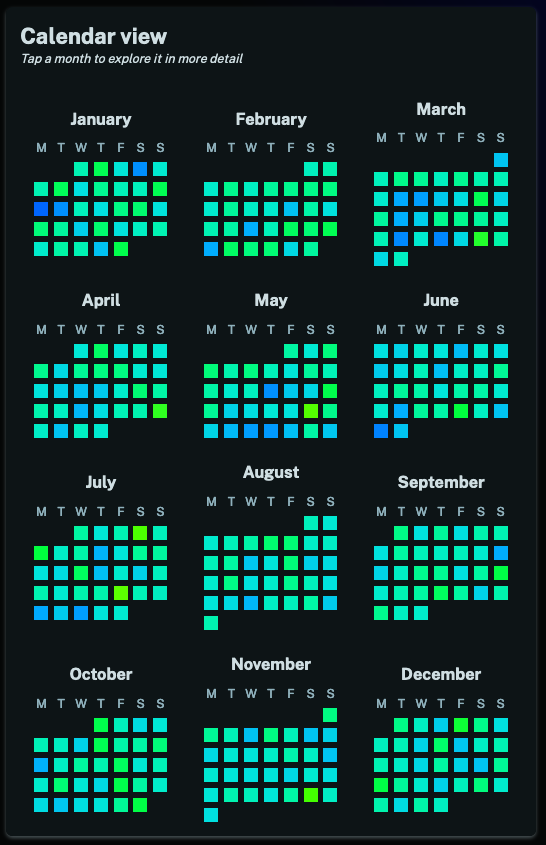 Calendar view
Tap a month to explore it in more detail
January
M T W T F S S
February
M T W T F S S
March
M T W T F S S
April
M T W T F S S
May
M T W T F S S
June
M T W T F S S
July
M T W T F S S
August
M T W T F S S
September
M T W T F S S
October
M T W T F S S
November
M T W T F S S
December
M T W T F S S